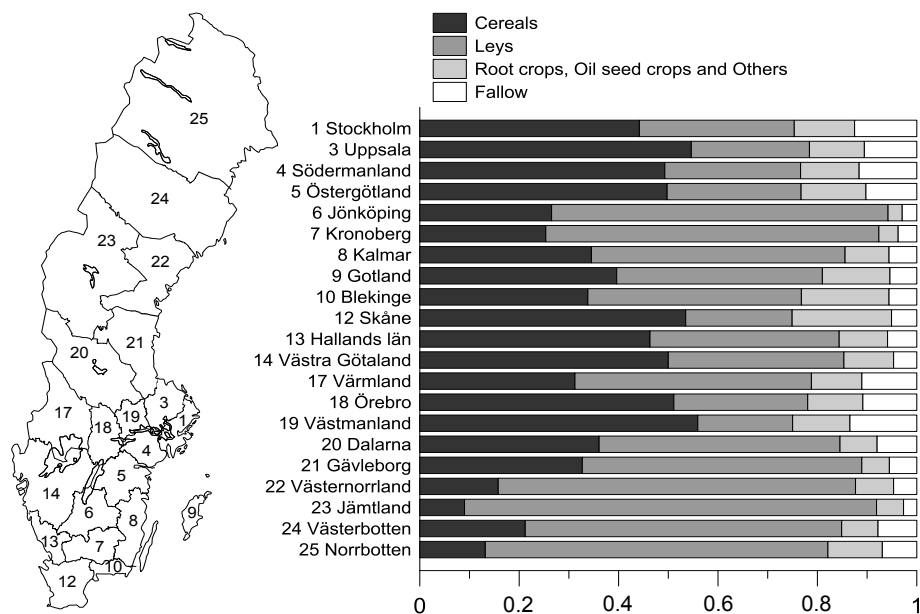 Cereals
Leys
Root crops, Oil seed crops and Others
Fallow
1 Stockholm
3 Uppsala
4 Södermanland
5 Östergötland
6 Jönköping
7 Kronoberg
8 Kalmar
9 Gotland
10 Blekinge
12 Skåne
13 Hallands län
14 Västra Götaland
17 Värmland
18 Örebro
19 Västmanland
20 Dalarna
21 Gävleborg
22 Västernorrland
23 Jämtland
24 Västerbotten
25 Norrbotten
0 0.2 0.4 0.6 0.8 1
25
24
23
22
21
20
3
17
19
1
18
4
5
14
6
8
9
13
7
10
12